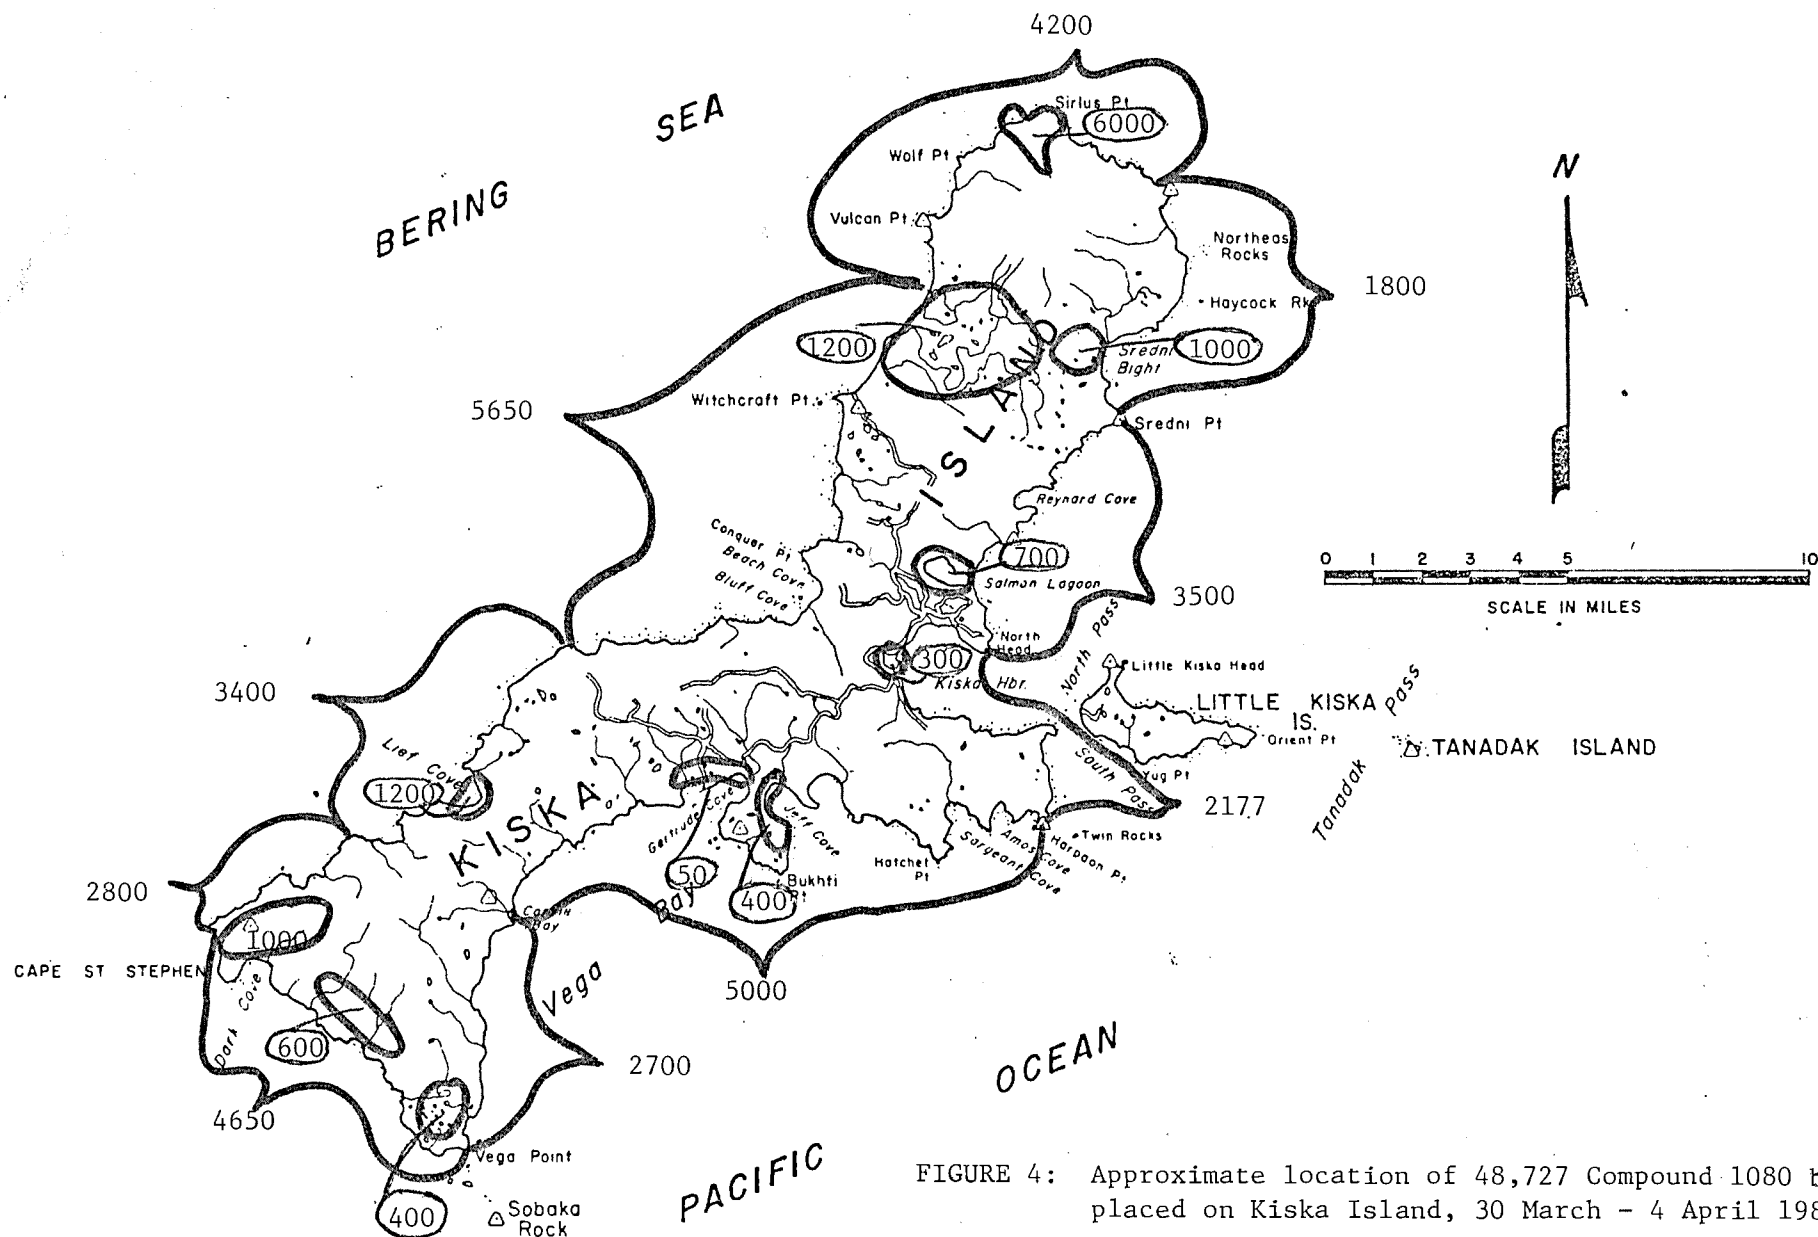 4200
SEA
Sirius Pt
6000
Wolf Pt
N
BERING
Vulcan Pt.
Northeas
Rocks
1800
Haycock Rk
1200
Sredni
Bight
1000
Witchcraft Pt.
5650
Sredni Pt
ISLAND
Reynard Cove
Conquer Pt
Beach Cove
Bluff Cove
700
Salmon Lagoon
0 1 2 3 4 5 10
SCALE IN MILES
3500
North Pass
North
Head
300
Kiska Hbr.
Little Kiska Head
3400
LITTLE KISKA
IS.
Orient Pt
Tanadak Pass
TANADAK ISLAND
Lief Cove
1200
South Pass
Yug Pt
2177
KISKA
Gertrude Cove
Jeff Cove
Twin Rocks
Hatchet
Pt
Amos Cove
Sargeant Cove
Harpoon Pt
50
400
Bukhti
Pt
2800
Bay
1000
CAPE ST STEPHEN
Dark Cove
Vega
5000
600
2700
4650
OCEAN
Vega Point
PACIFIC
400
Sobaka
Rock
FIGURE 4: Approximate location of 48,727 Compound 1080
placed on Kiska Island, 30 March - 4 April 198